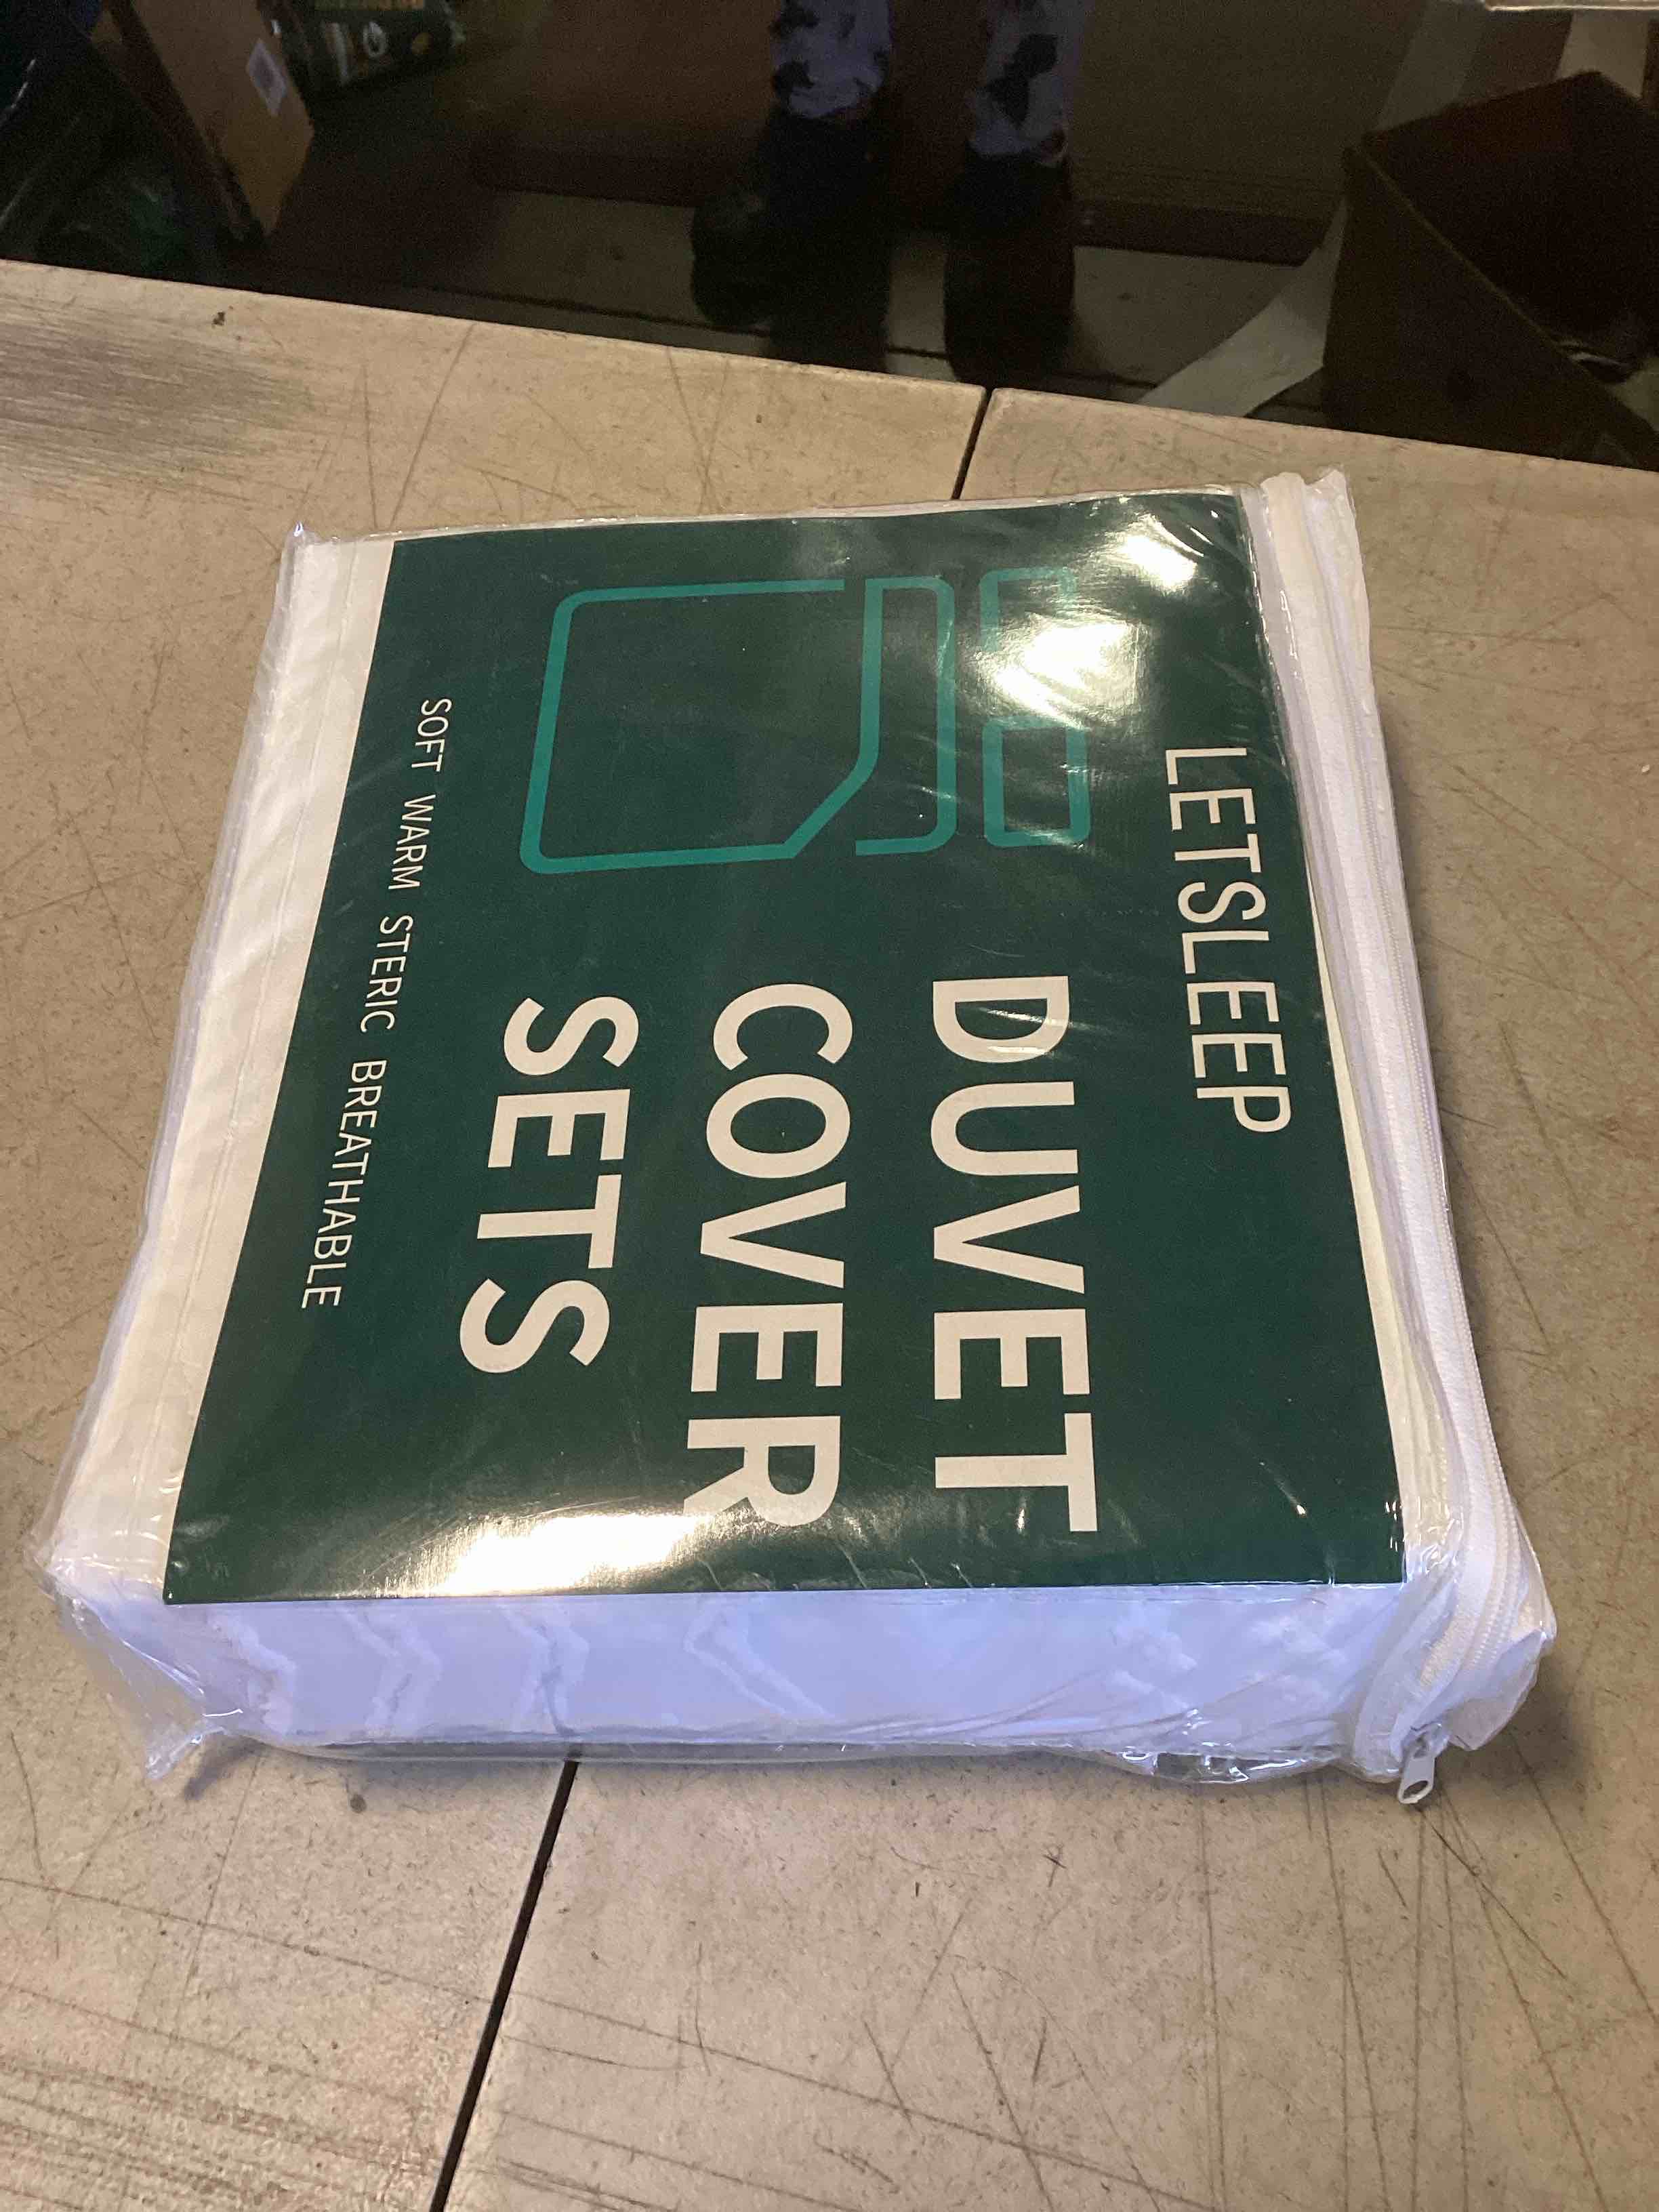 LETSLEEP
DUVET
COVER
SETS
SOFT WARM STERIC BREATHABLE